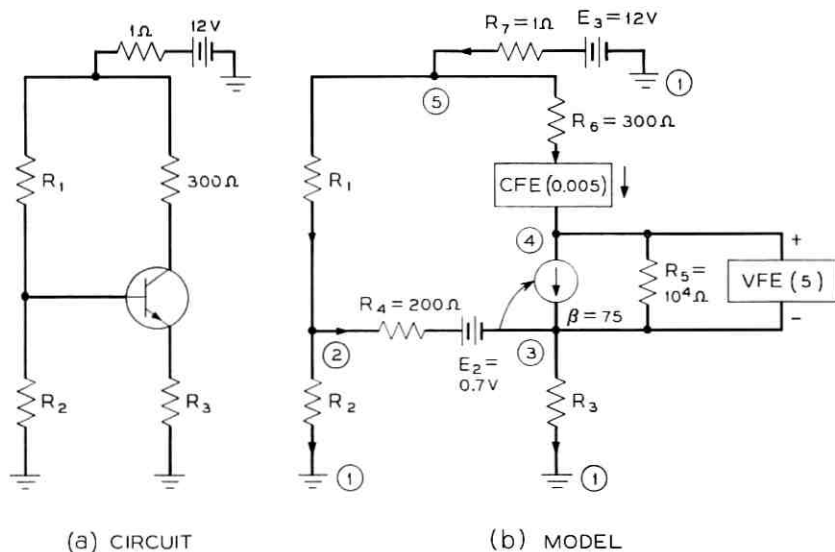 1Ω
12V
R1
300Ω
R2
R3
(a) CIRCUIT
R7=1Ω
E3=12V
1
5
R6=300Ω
R1
CFE(0.005)
4
+
R4=200Ω
R5=
10⁴Ω
VFE(5)
β=75
−
2
E2=
0.7V
3
R2
R3
1
1
(b) MODEL